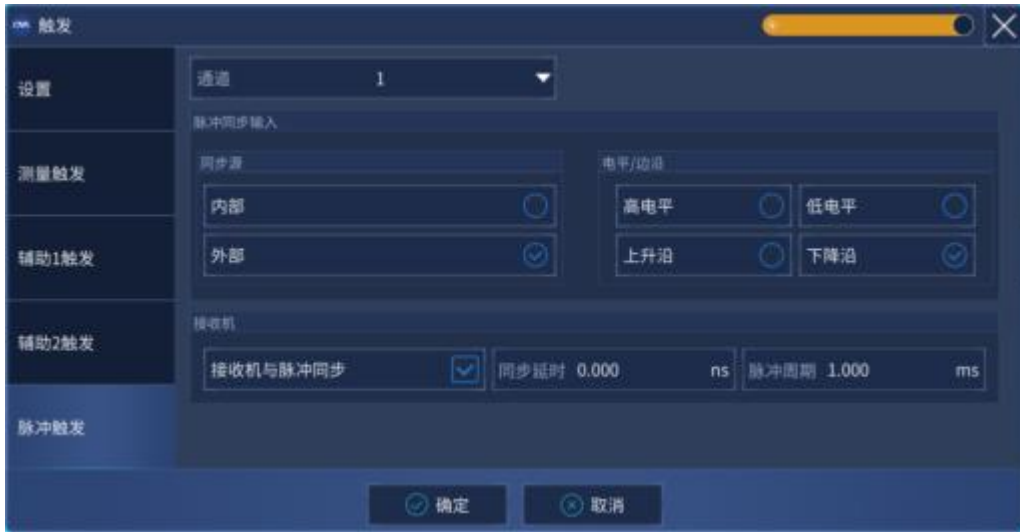 触发
设置
测量触发
辅助1触发
辅助2触发
脉冲触发
通道 1
脉冲同步输入
同步源
内部
外部
电平/边沿
高电平 低电平
上升沿 下降沿
接收机
接收机与脉冲同步 同步延时 0.000 ns 脉冲周期 1.000 ms
确定 取消